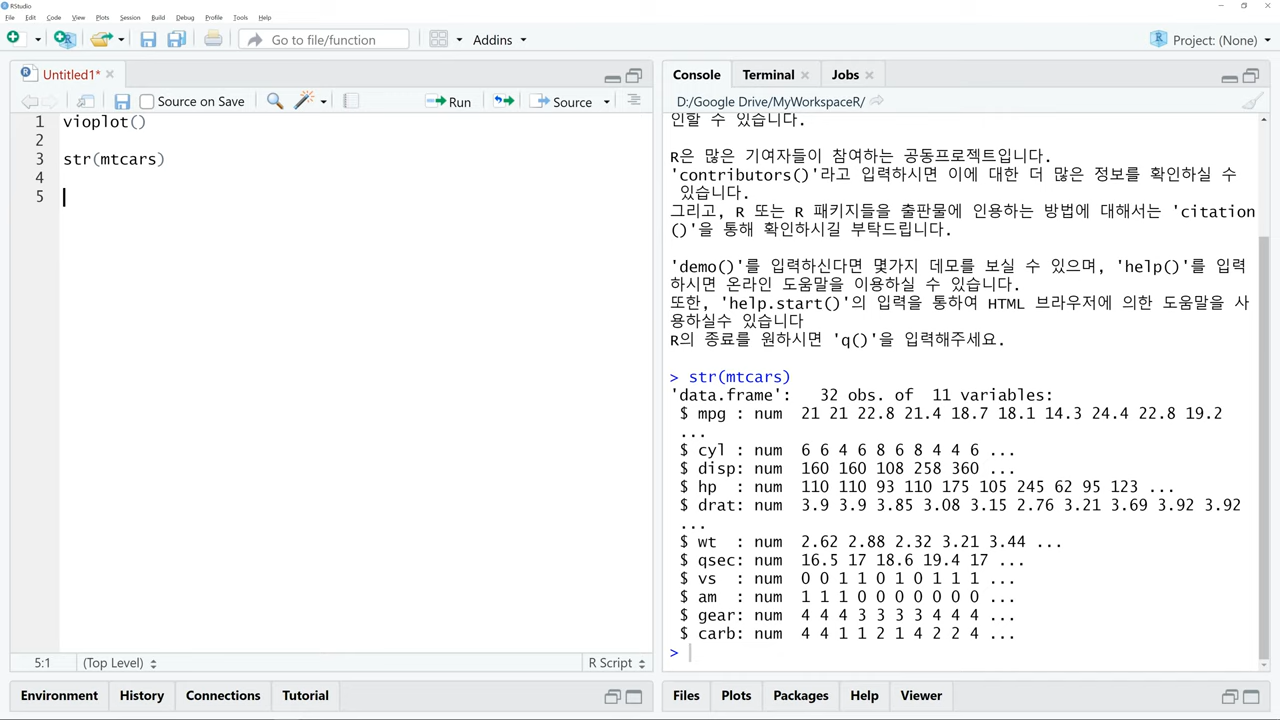 RStudio
File Edit Code View Plots Session Build Debug Profile Tools Help
Go to file/function Addins Project: (None)
Untitled1*
Source on Save Run Source
1 vioplot()
2
3 str(mtcars)
4
5
5:1 (Top Level) R Script
Environment History Connections Tutorial
Console Terminal Jobs
D:/Google Drive/MyWorkspaceR/
인할 수 있습니다.
R은 많은 기여자들이 참여하는 공동프로젝트입니다.
'contributors()'라고 입력하시면 이에 대한 더 많은 정보를 확인하실 수
있습니다.
그리고, R 또는 R 패키지들을 출판물에 인용하는 방법에 대해서는 'citation
()'을 통해 확인하시길 부탁드립니다.
'demo()'를 입력하신다면 몇가지 데모를 보실 수 있으며, 'help()'를 입력
하시면 온라인 도움말을 이용하실 수 있습니다.
또한, 'help.start()'의 입력을 통하여 HTML 브라우저에 의한 도움말을 사
용하실수 있습니다
R의 종료를 원하시면 'q()'을 입력해주세요.
> str(mtcars)
'data.frame': 32 obs. of 11 variables:
$ mpg : num 21 21 22.8 21.4 18.7 18.1 14.3 24.4 22.8 19.2
...
$ cyl : num 6 6 4 6 8 6 8 4 4 6 ...
$ disp: num 160 160 108 258 360 ...
$ hp : num 110 110 93 110 175 105 245 62 95 123 ...
$ drat: num 3.9 3.9 3.85 3.08 3.15 2.76 3.21 3.69 3.92 3.92
...
$ wt : num 2.62 2.88 2.32 3.21 3.44 ...
$ qsec: num 16.5 17 18.6 19.4 17 ...
$ vs : num 0 0 1 1 0 1 0 1 1 1 ...
$ am : num 1 1 1 0 0 0 0 0 0 0 ...
$ gear: num 4 4 4 3 3 3 3 4 4 4 ...
$ carb: num 4 4 1 1 2 1 4 2 2 4 ...
>
Files Plots Packages Help Viewer